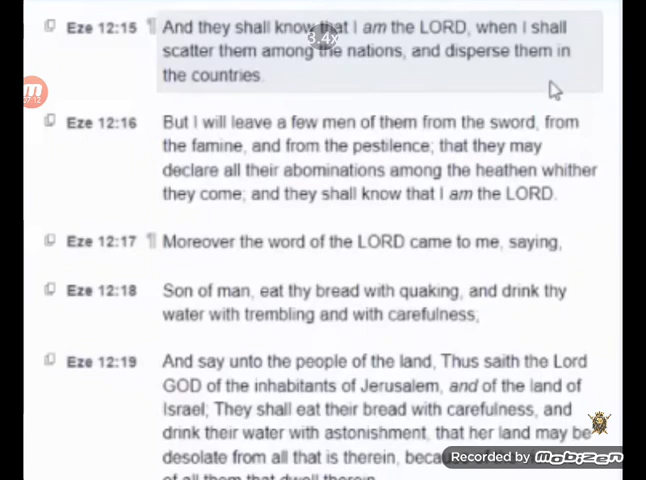 Eze 12:15 ¶ And they shall know that I am the LORD, when I shall
3.4x
scatter them among the nations, and disperse them in
the countries.
07:12
Eze 12:16 But I will leave a few men of them from the sword, from
the famine, and from the pestilence; that they may
declare all their abominations among the heathen whither
they come; and they shall know that I am the LORD.
Eze 12:17 ¶ Moreover the word of the LORD came to me, saying,
Eze 12:18 Son of man, eat thy bread with quaking, and drink thy
water with trembling and with carefulness;
Eze 12:19 And say unto the people of the land, Thus saith the Lord
GOD of the inhabitants of Jerusalem, and of the land of
Israel; They shall eat their bread with carefulness, and
drink their water with astonishment, that her land may be
desolate from all that is therein,
Recorded by mobizen
of all them that dwell therein